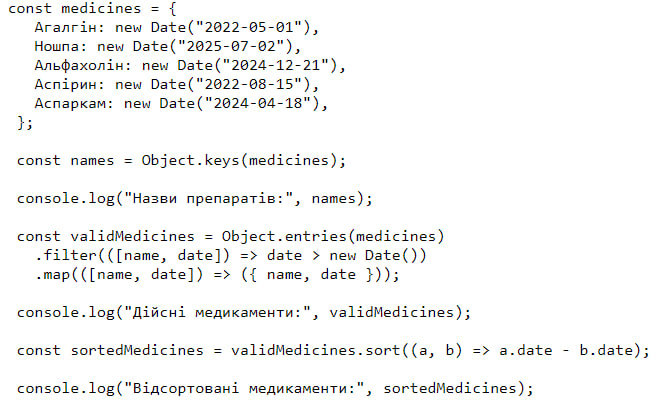 const medicines = {
   Агалгін: new Date("2022-05-01"),
   Ношпа: new Date("2025-07-02"),
   Альфахолін: new Date("2024-12-21"),
   Аспірин: new Date("2022-08-15"),
   Аспаркам: new Date("2024-04-18"),
 };

 const names = Object.keys(medicines);

 console.log("Назви препаратів:", names);

 const validMedicines = Object.entries(medicines)
   .filter(([name, date]) => date > new Date())
   .map(([name, date]) => ({ name, date }));

 console.log("Дійсні медикаменти:", validMedicines);

 const sortedMedicines = validMedicines.sort((a, b) => a.date - b.date);

 console.log("Відсортовані медикаменти:", sortedMedicines);